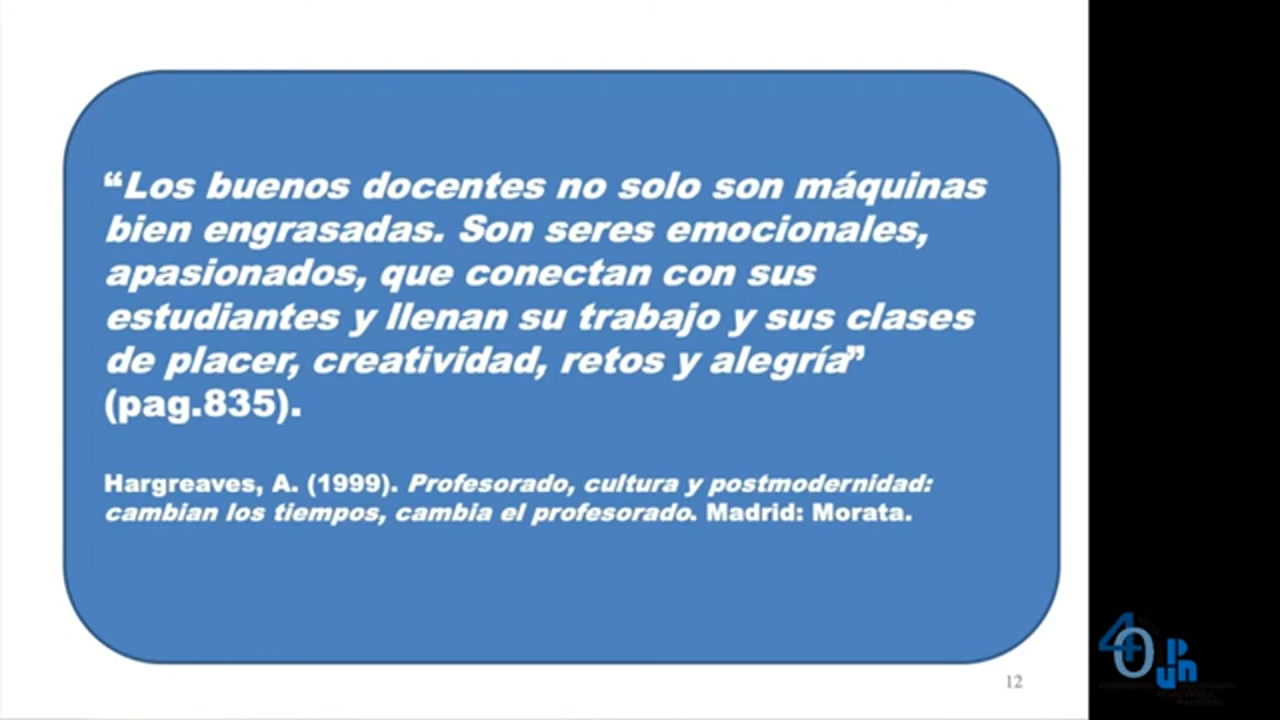 “Los buenos docentes no solo son máquinas
bien engrasadas. Son seres emocionales,
apasionados, que conectan con sus
estudiantes y llenan su trabajo y sus clases
de placer, creatividad, retos y alegría”
(pag.835).
Hargreaves, A. (1999). Profesorado, cultura y postmodernidad:
cambian los tiempos, cambia el profesorado. Madrid: Morata.
12
40
upn